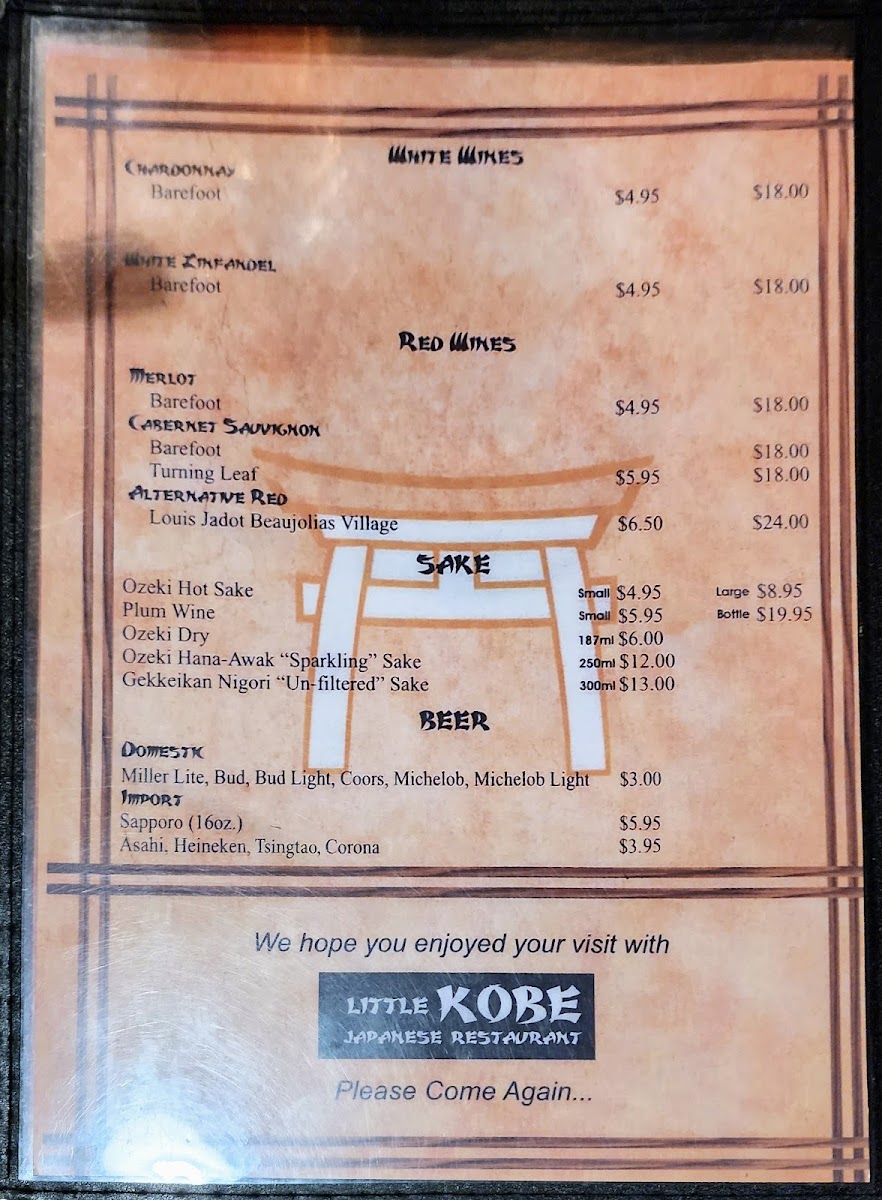 WHITE WINES
CHARDONNAY
Barefoot $4.95 $18.00
WHITE ZINFANDEL
Barefoot $4.95 $18.00
RED WINES
MERLOT
Barefoot $4.95 $18.00
CABERNET SAUVIGNON
Barefoot $18.00
Turning Leaf $5.95 $18.00
ALTERNATIVE RED
Louis Jadot Beaujolias Village $6.50 $24.00
SAKE
Ozeki Hot Sake Small $4.95 Large $8.95
Plum Wine Small $5.95 Bottle $19.95
Ozeki Dry 187ml $6.00
Ozeki Hana-Awak “Sparkling” Sake 250ml $12.00
Gekkeikan Nigori “Un-filtered” Sake 300ml $13.00
BEER
DOMESTIC
Miller Lite, Bud, Bud Light, Coors, Michelob, Michelob Light $3.00
IMPORT
Sapporo (16oz.) $5.95
Asahi. Heineken, Tsingtao, Corona $3.95
We hope you enjoyed your visit with
LITTLE KOBE
JAPANESE RESTAURANT
Please Come Again...